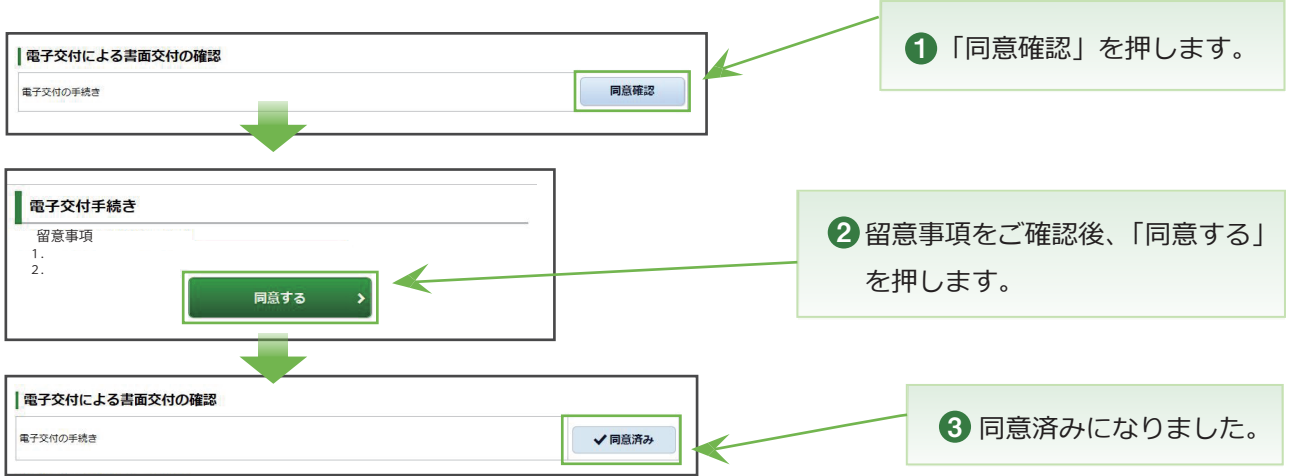 電子交付による書面交付の確認
電子交付の手続き
同意確認
❶「同意確認」を押します。
電子交付手続き
留意事項
1.
2.
同意する
❷留意事項をご確認後、「同意する」
を押します。
電子交付による書面交付の確認
電子交付の手続き
✔同意済み
❸ 同意済みになりました。